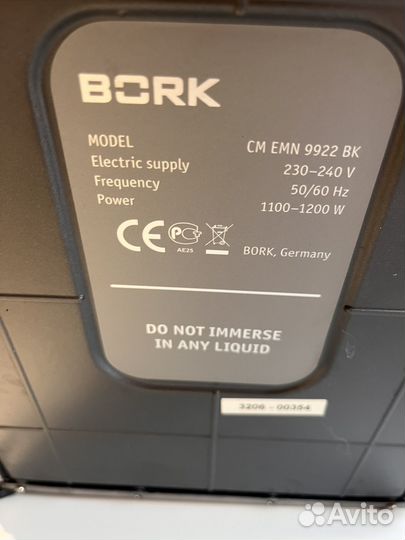 BORK
MODEL CM EMN 9922 BK
Electric supply 230–240 V
Frequency 50/60 Hz
Power 1100–1200 W
CE PG AE25 BORK, Germany
DO NOT IMMERSE
IN ANY LIQUID
3206 - 00354
Avito